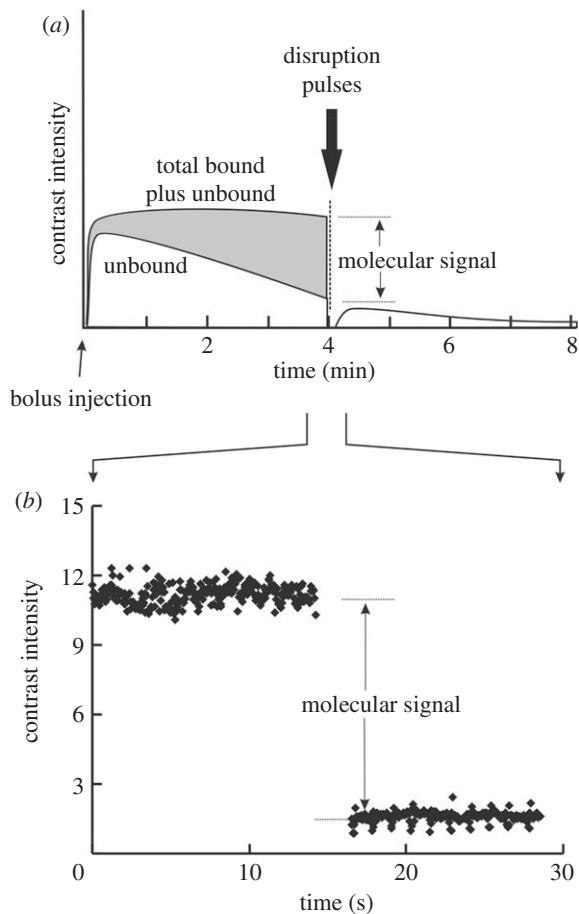 (a)
disruption
pulses
contrast intensity
total bound
plus unbound
unbound
molecular signal
2 4 6 8
time (min)
bolus injection
(b)
15
12
contrast intensity
9
molecular signal
6
3
0 10 20 30
time (s)